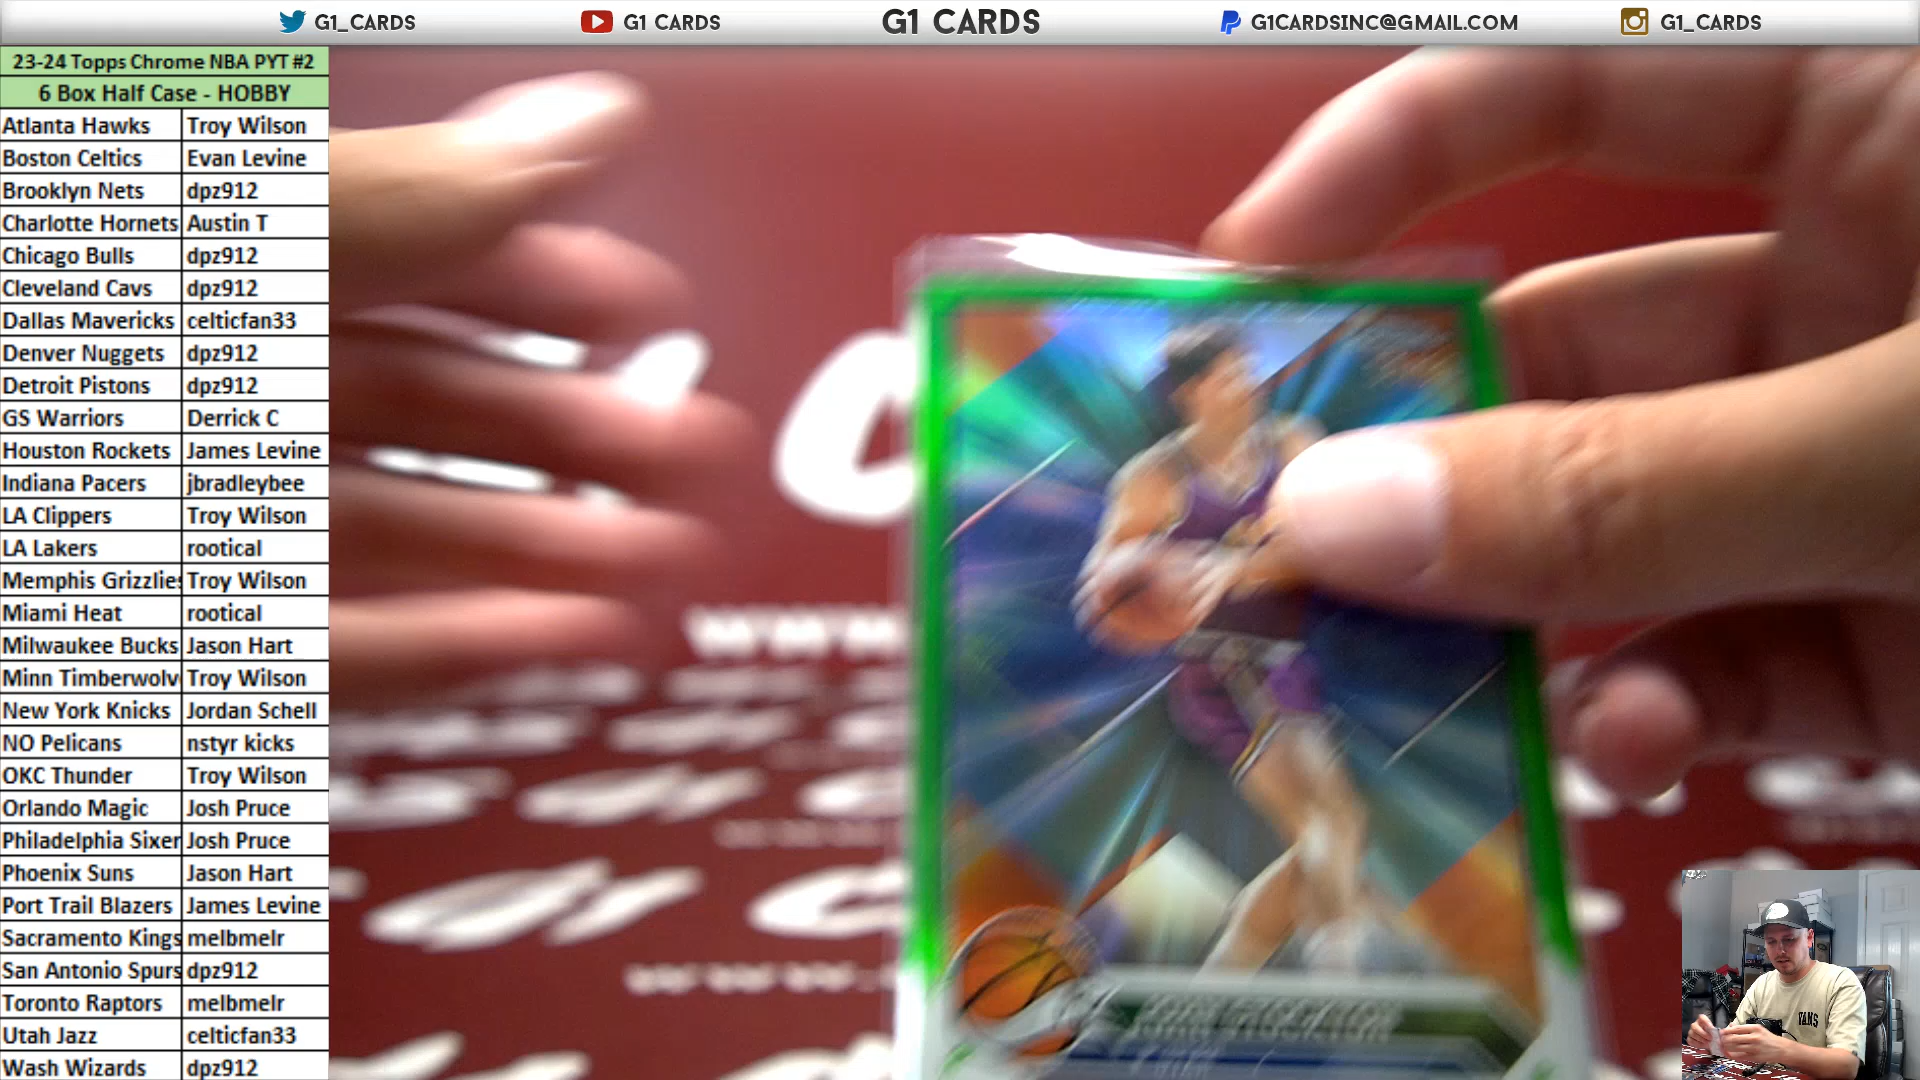 G1_CARDS
G1 CARDS
G1 CARDS
G1CARDSINC@GMAIL.COM
G1_CARDS
23-24 Topps Chrome NBA PYT #2
6 Box Half Case - HOBBY
Atlanta Hawks Troy Wilson
Boston Celtics Evan Levine
Brooklyn Nets dpz912
Charlotte Hornets Austin T
Chicago Bulls dpz912
Cleveland Cavs dpz912
Dallas Mavericks celticfan33
Denver Nuggets dpz912
Detroit Pistons dpz912
GS Warriors Derrick C
Houston Rockets James Levine
Indiana Pacers jbradleybee
LA Clippers Troy Wilson
LA Lakers rootical
Memphis Grizzlies Troy Wilson
Miami Heat rootical
Milwaukee Bucks Jason Hart
Minn Timberwolv Troy Wilson
New York Knicks Jordan Schell
NO Pelicans nstyr kicks
OKC Thunder Troy Wilson
Orlando Magic Josh Pruce
Philadelphia Sixer Josh Pruce
Phoenix Suns Jason Hart
Port Trail Blazers James Levine
Sacramento Kings melbmelr
San Antonio Spurs dpz912
Toronto Raptors melbmelr
Utah Jazz celticfan33
Wash Wizards dpz912
JOHN STOCKTON
VANS